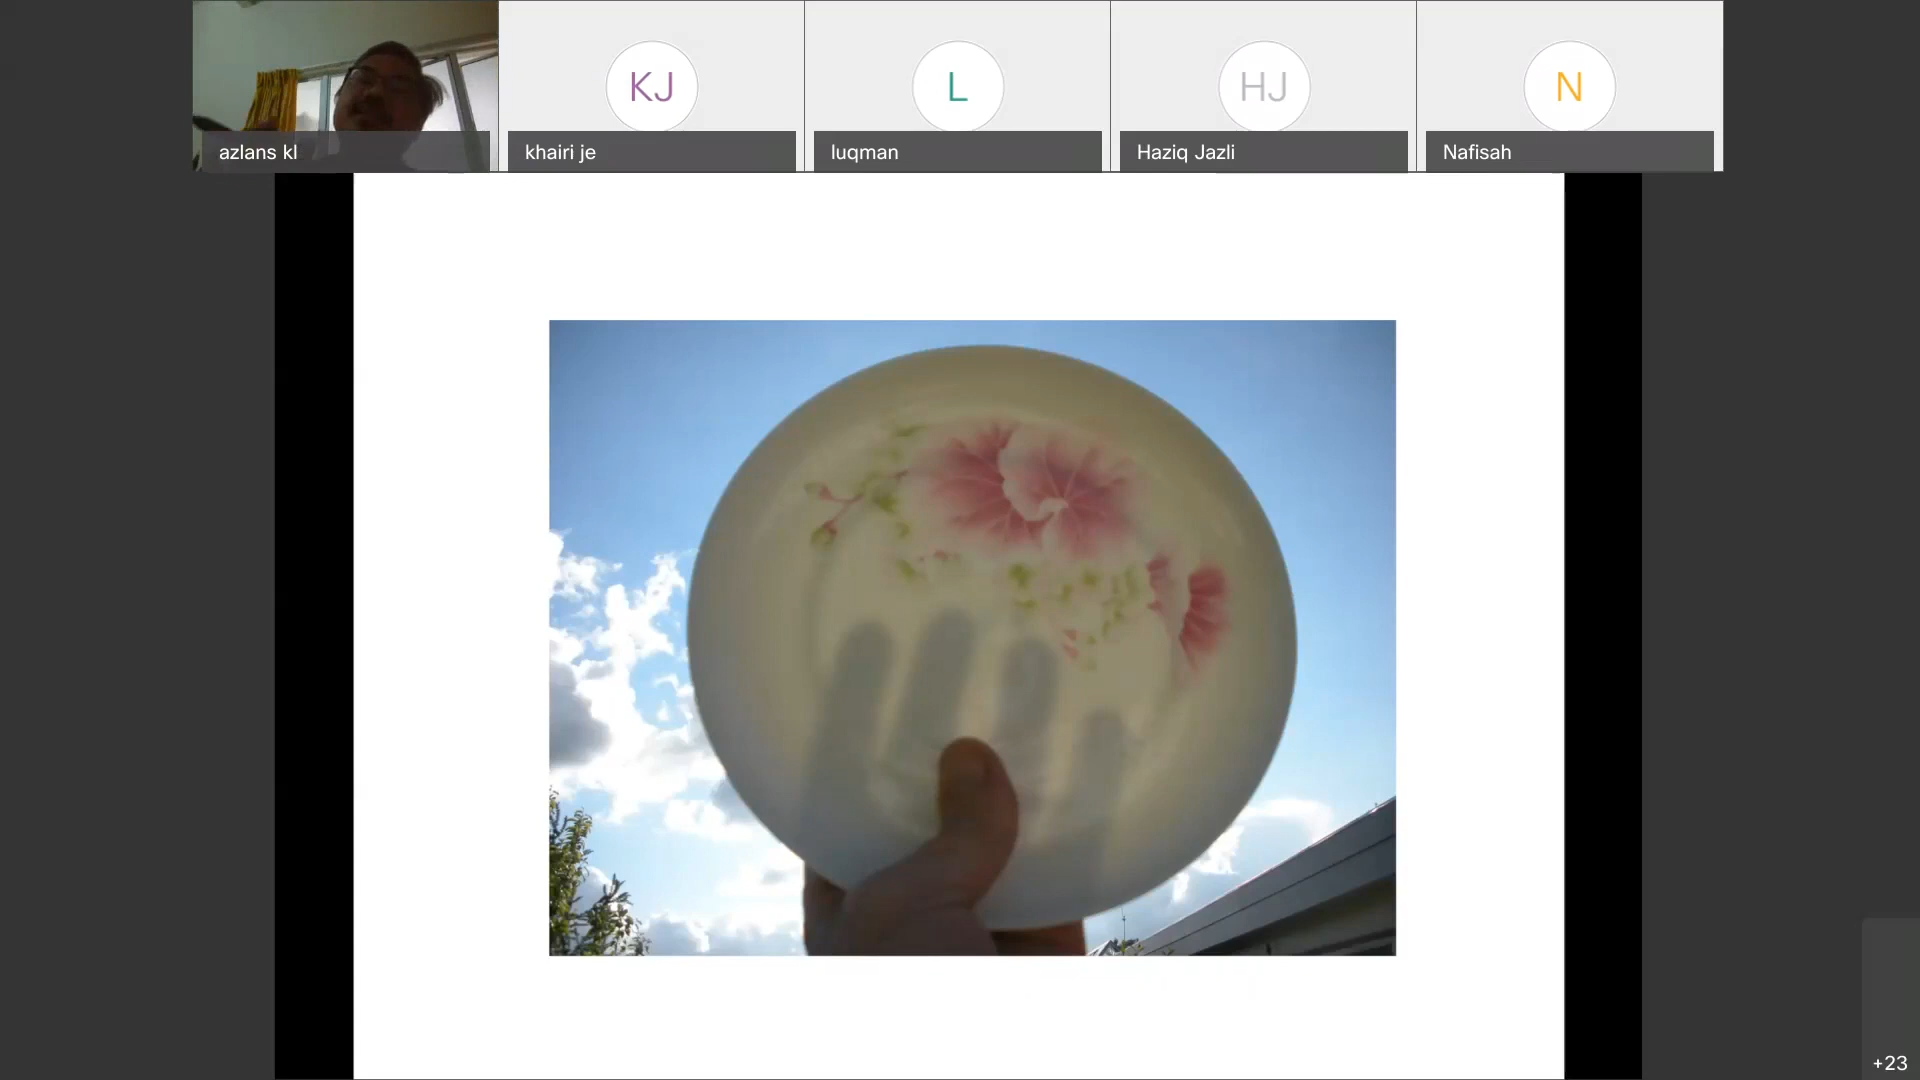 KJ
L
HJ
N
azlans kl
khairi je
luqman
Haziq Jazli
Nafisah
+23